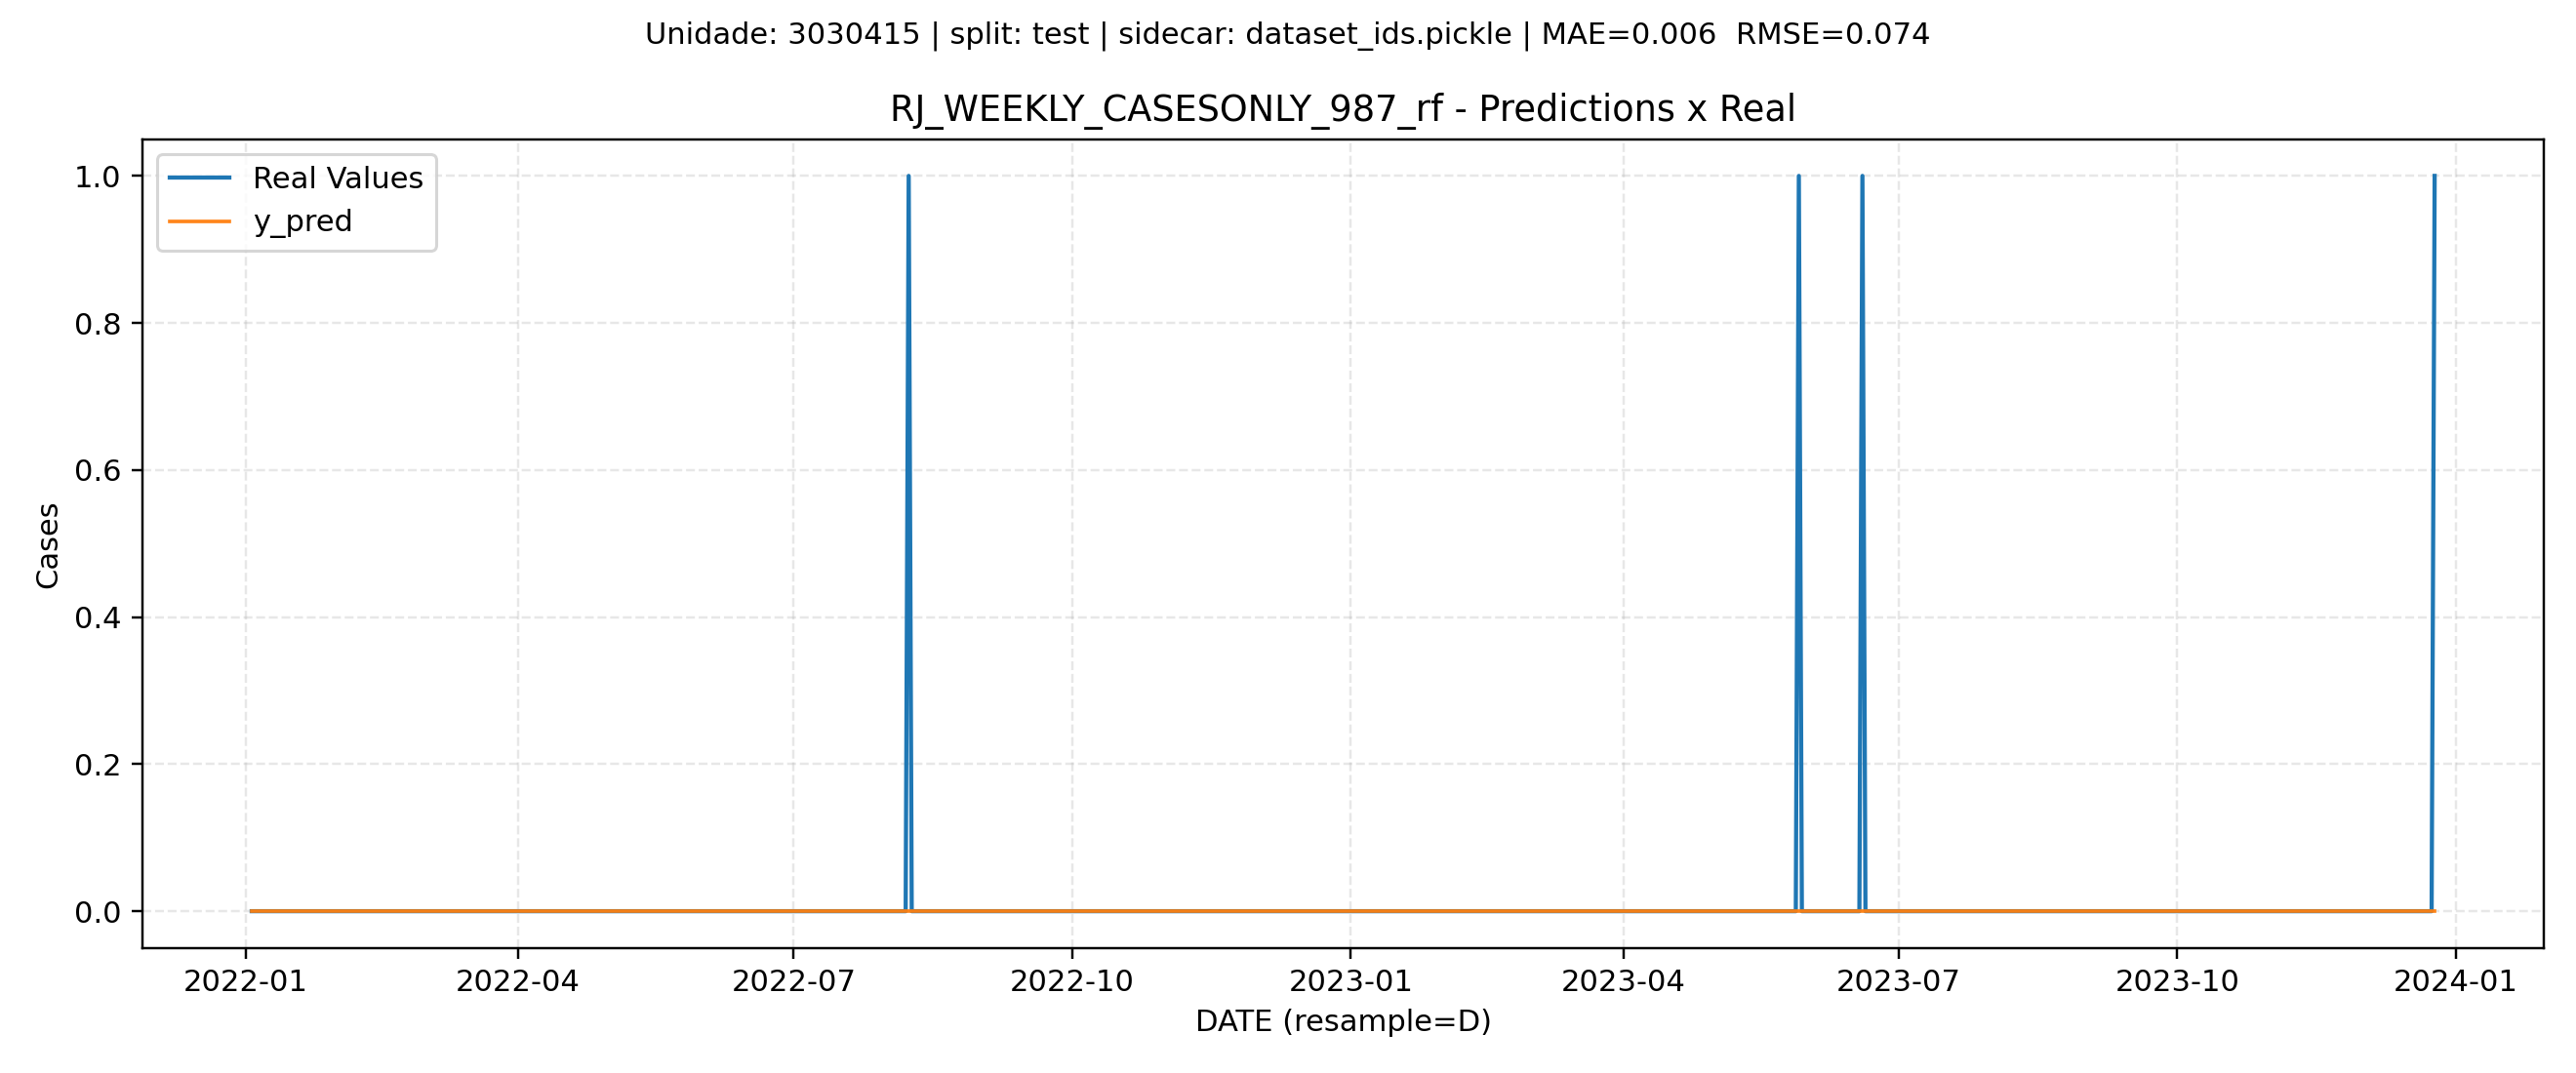 Unidade: 3030415 | split: test | sidecar: dataset_ids.pickle | MAE=0.006  RMSE=0.074
RJ_WEEKLY_CASESONLY_987_rf - Predictions x Real
Real Values
y_pred
1.0
0.8
0.6
0.4
0.2
0.0
Cases
2022-01 2022-04 2022-07 2022-10 2023-01 2023-04 2023-07 2023-10 2024-01
DATE (resample=D)